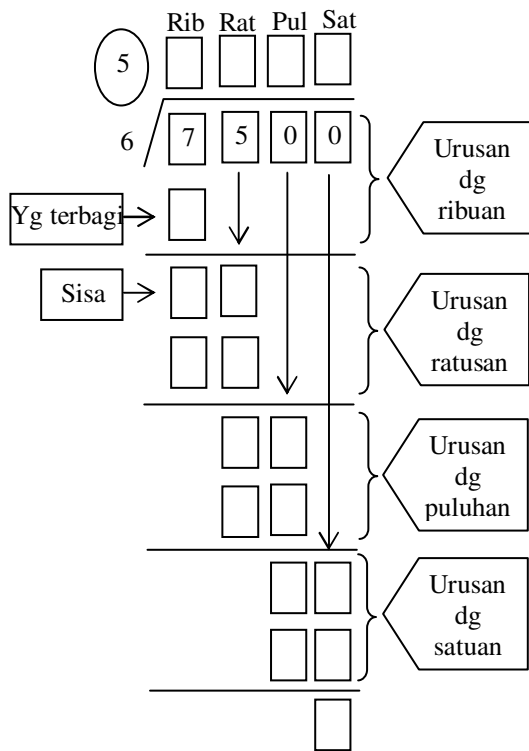 Rib Rat Pul Sat
5
6 7 5 0 0
Urusan
dg
ribuan
Yg terbagi
Sisa
Urusan
dg
ratusan
Urusan
dg
puluhan
Urusan
dg
satuan